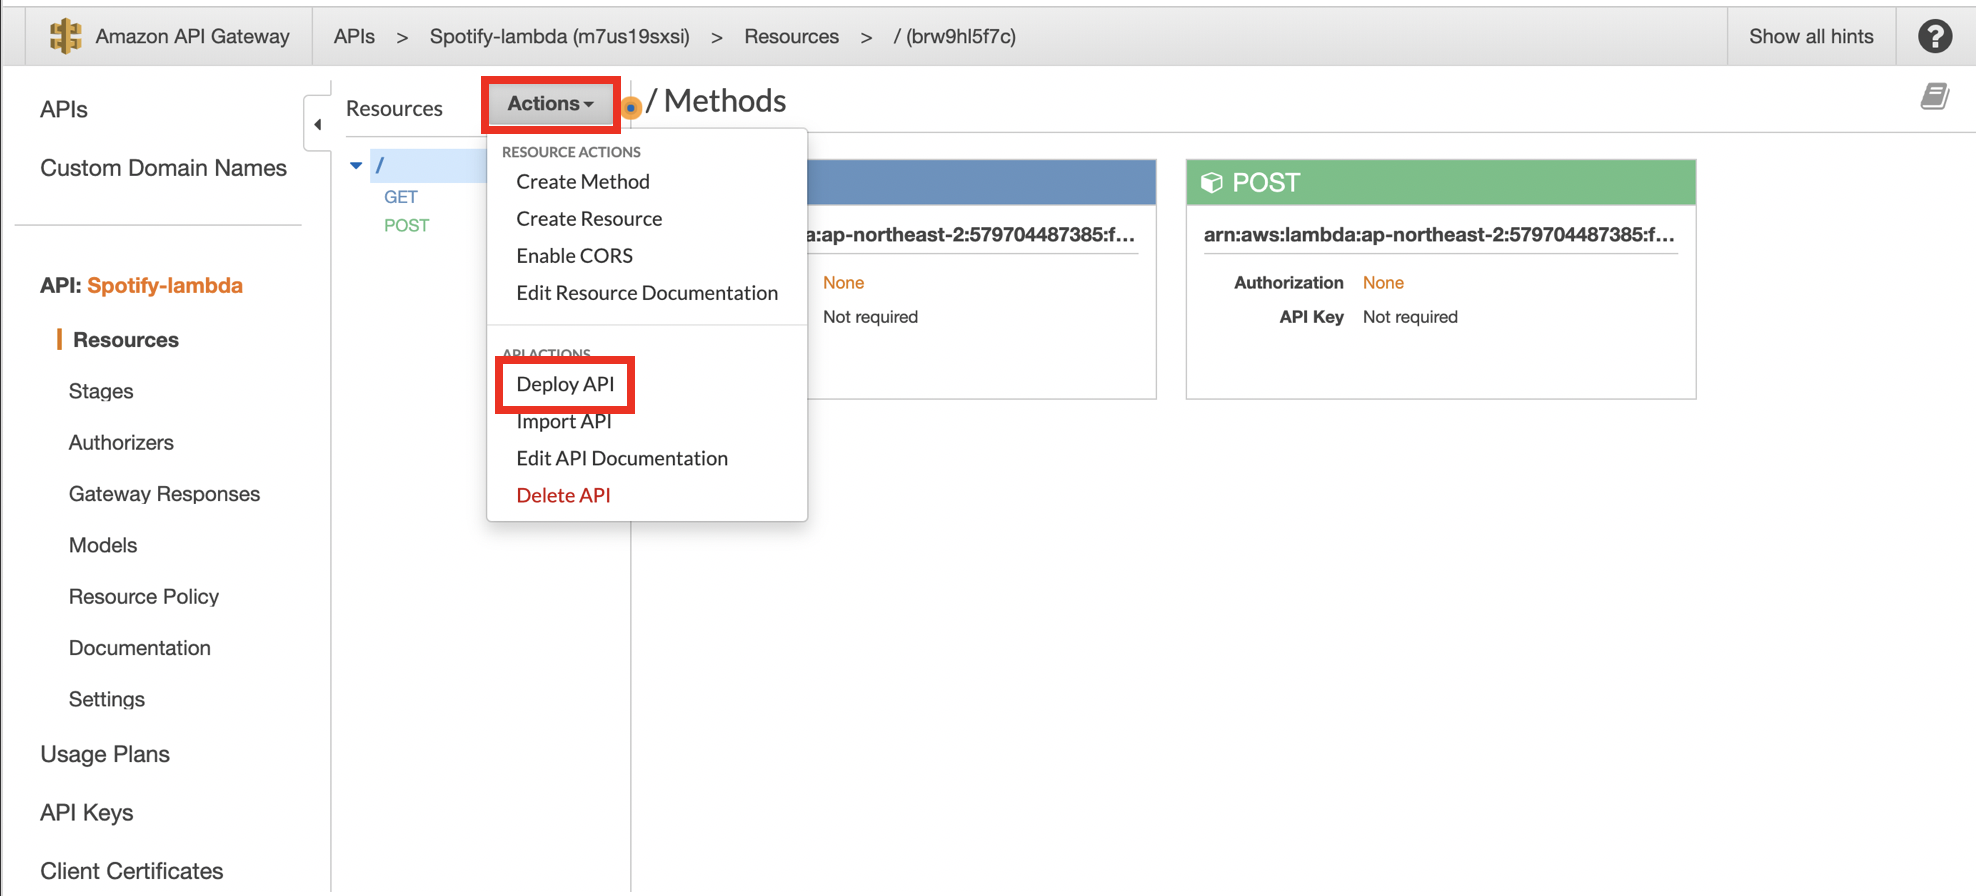 Amazon API Gateway APIs > Spotify-lambda (m7us19sxsi) > Resources > / (brw9hl5f7c) Show all hints ?
APIs
Custom Domain Names
API: Spotify-lambda
Resources
Stages
Authorizers
Gateway Responses
Models
Resource Policy
Documentation
Settings
Usage Plans
API Keys
Client Certificates
Resources
Actions
/
GET
POST
RESOURCE ACTIONS
Create Method
Create Resource
Enable CORS
Edit Resource Documentation
API ACTIONS
Deploy API
Import API
Edit API Documentation
Delete API
/ Methods
a:ap-northeast-2:579704487385:f...
None
Not required
POST
arn:aws:lambda:ap-northeast-2:579704487385:f...
Authorization None
API Key Not required